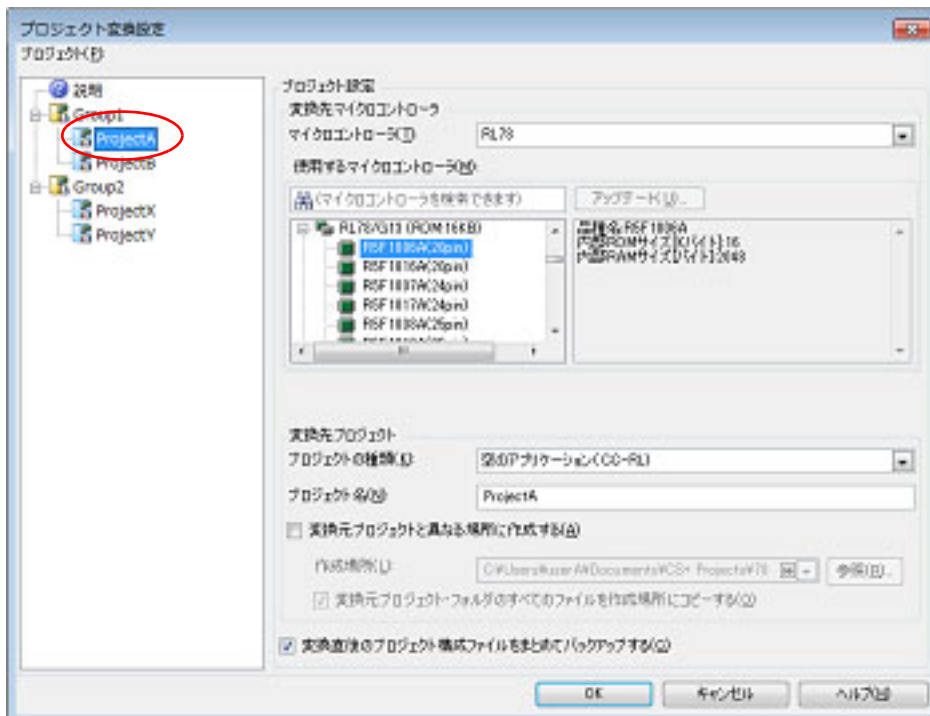 プロジェクト変換設定
プロジェクト(P)
説明
Group1
ProjectA
ProjectB
Group2
ProjectX
ProjectY
プロジェクト設定
変換先マイクロコントローラ
マイクロコントローラ(T)
RL78
使用するマイクロコントローラ(M):
(マイクロコントローラを検索できます)
アップデート(U)...
RL78/G11 (ROM:16KB)
R5F1006A(20pin)
R5F1016A(20pin)
R5F1007A(24pin)
R5F1017A(24pin)
R5F1008A(25pin)
品種名:R5F1006A
内部ROMサイズ[Kバイト]:16
内部RAMサイズ[バイト]:2048
変換先プロジェクト
プロジェクトの種類(K):
空のアプリケーション(CC-RL)
プロジェクト名(N):
ProjectA
変換元プロジェクトと異なる場所に作成する(A)
作成場所(L):
C:¥Users¥userA¥Documents¥CS+ Projects¥78
参照(R)...
変換元プロジェクト・フォルダのすべてのファイルを作成場所にコピーする(O)
変換直後のプロジェクト構成ファイルをまとめてバックアップする(C)
OK
キャンセル
ヘルプ(H)